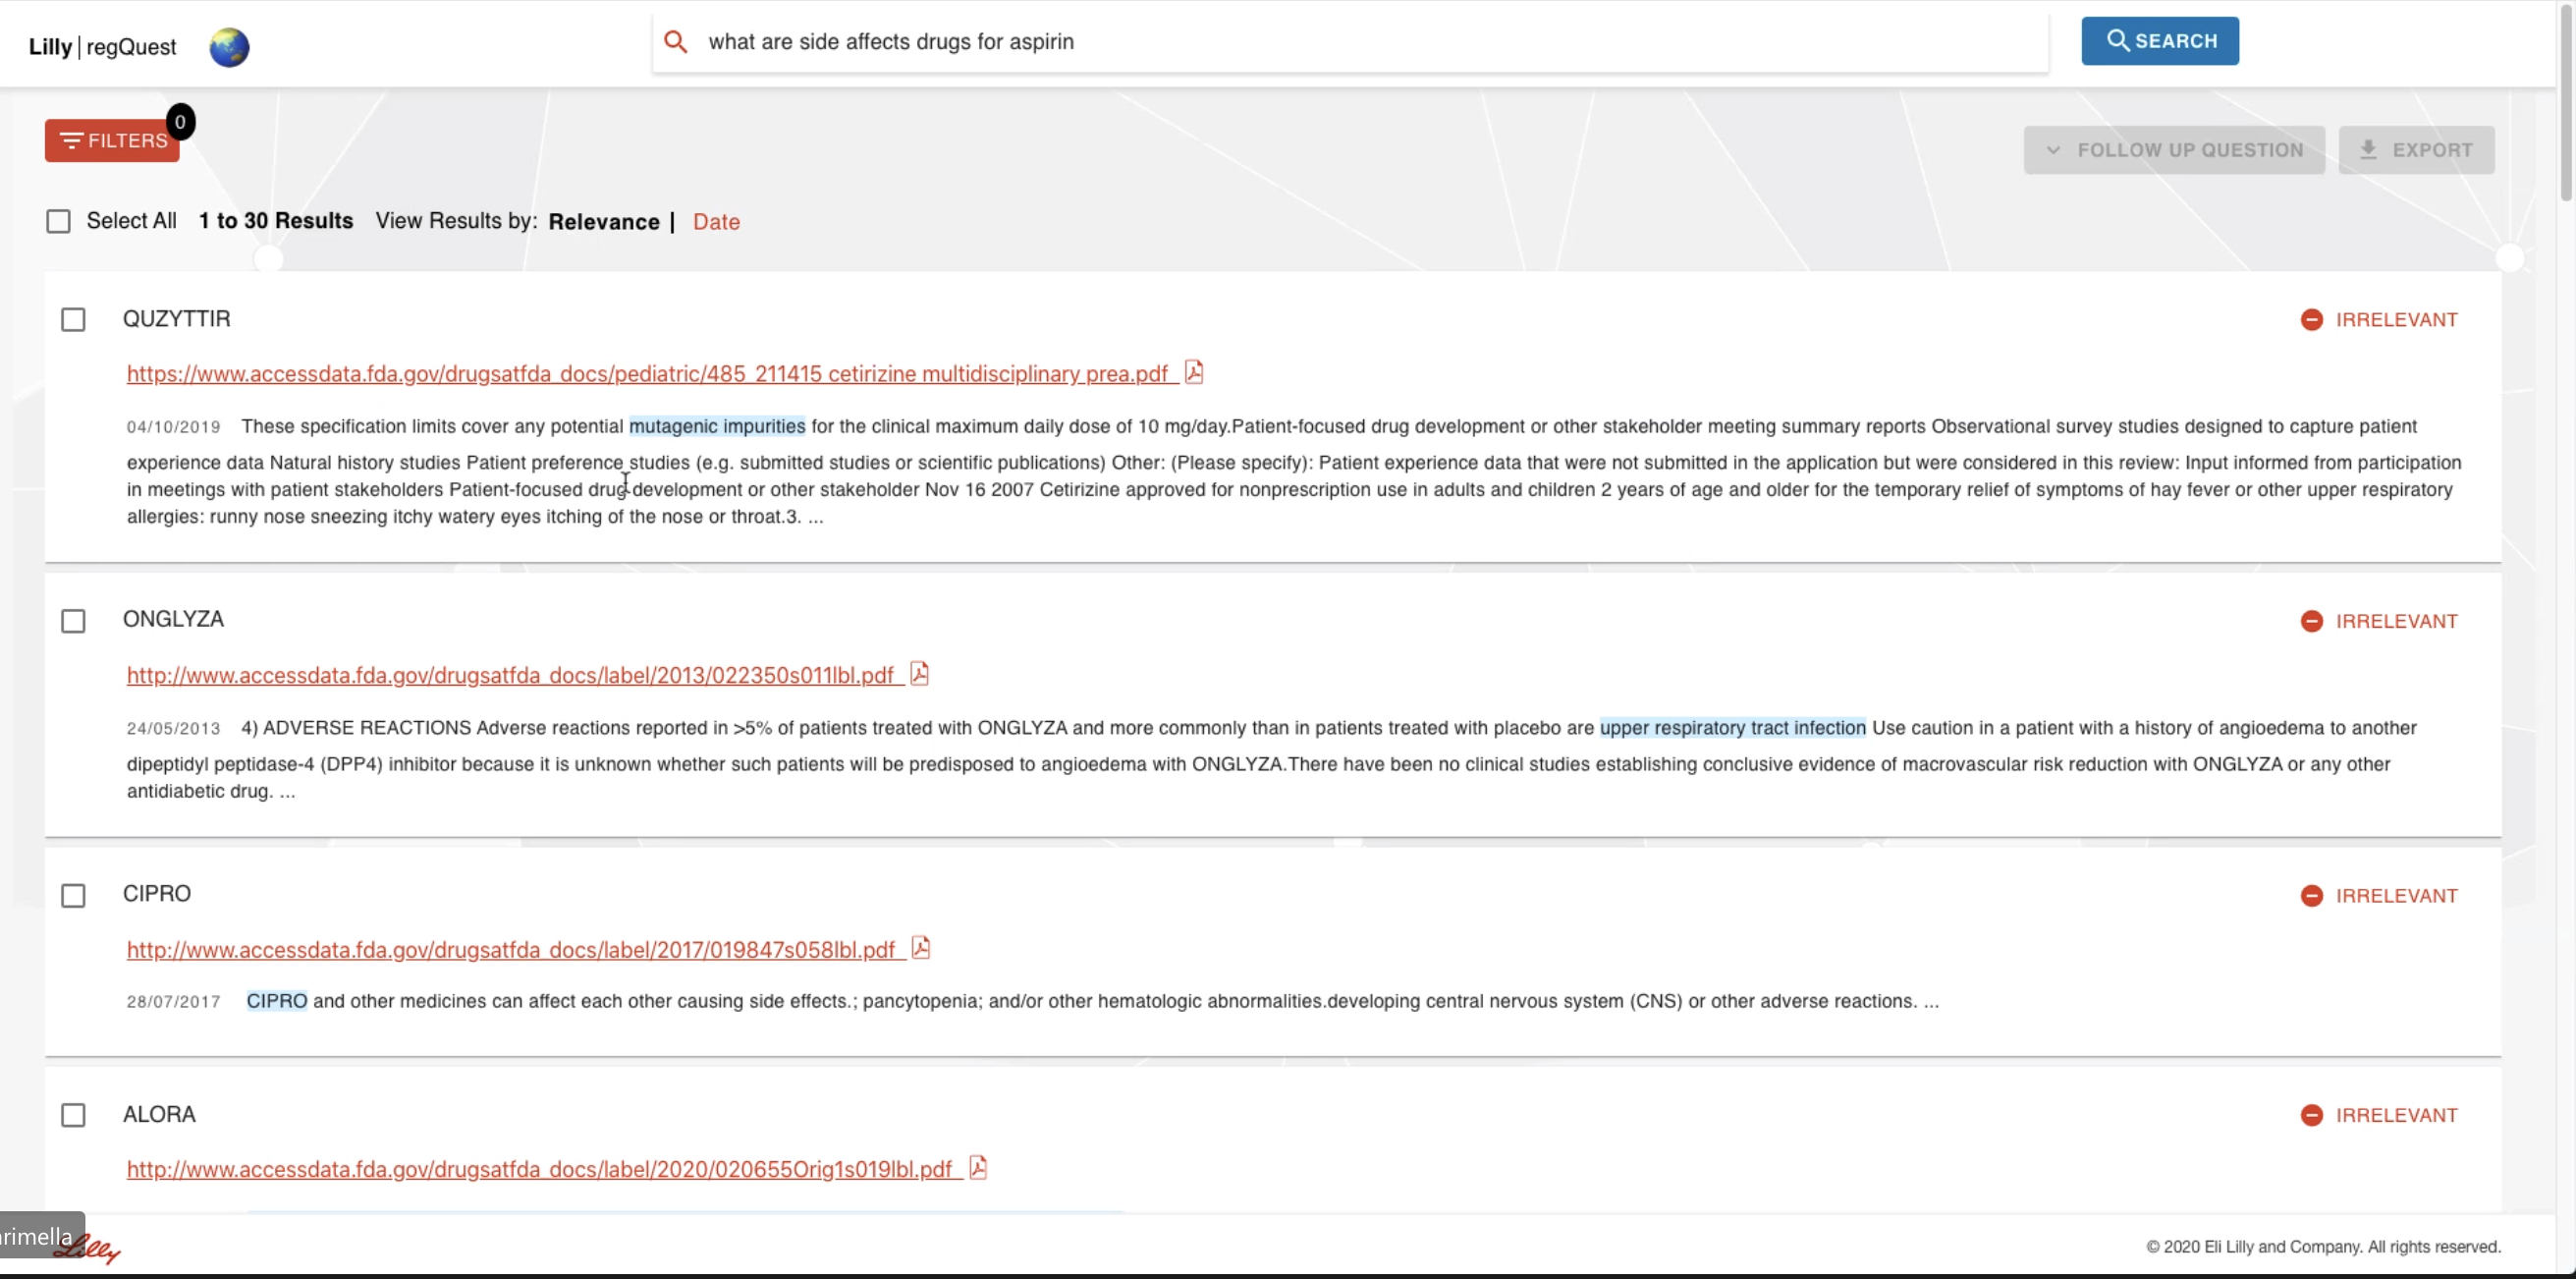 Lilly | regQuest
what are side affects drugs for aspirin
SEARCH
FILTERS
0
FOLLOW UP QUESTION
EXPORT
Select All 1 to 30 Results View Results by: Relevance | Date
QUZYTTIR
IRRELEVANT
https://www.accessdata.fda.gov/drugsatfda_docs/pediatric/485_211415 cetirizine multidisciplinary prea.pdf
04/10/2019 These specification limits cover any potential mutagenic impurities for the clinical maximum daily dose of 10 mg/day.Patient-focused drug development or other stakeholder meeting summary reports Observational survey studies designed to capture patient
experience data Natural history studies Patient preference studies (e.g. submitted studies or scientific publications) Other: (Please specify): Patient experience data that were not submitted in the application but were considered in this review: Input informed from participation
in meetings with patient stakeholders Patient-focused drug development or other stakeholder Nov 16 2007 Cetirizine approved for nonprescription use in adults and children 2 years of age and older for the temporary relief of symptoms of hay fever or other upper respiratory
allergies: runny nose sneezing itchy watery eyes itching of the nose or throat.3. ...
ONGLYZA
IRRELEVANT
http://www.accessdata.fda.gov/drugsatfda_docs/label/2013/022350s011lbl.pdf
24/05/2013 4) ADVERSE REACTIONS Adverse reactions reported in >5% of patients treated with ONGLYZA and more commonly than in patients treated with placebo are upper respiratory tract infection Use caution in a patient with a history of angioedema to another
dipeptidyl peptidase-4 (DPP4) inhibitor because it is unknown whether such patients will be predisposed to angioedema with ONGLYZA.There have been no clinical studies establishing conclusive evidence of macrovascular risk reduction with ONGLYZA or any other
antidiabetic drug. ...
CIPRO
IRRELEVANT
http://www.accessdata.fda.gov/drugsatfda_docs/label/2017/019847s058lbl.pdf
28/07/2017 CIPRO and other medicines can affect each other causing side effects.; pancytopenia; and/or other hematologic abnormalities.developing central nervous system (CNS) or other adverse reactions. ...
ALORA
IRRELEVANT
http://www.accessdata.fda.gov/drugsatfda_docs/label/2020/020655Orig1s019lbl.pdf
rimella
Lilly
© 2020 Eli Lilly and Company. All rights reserved.